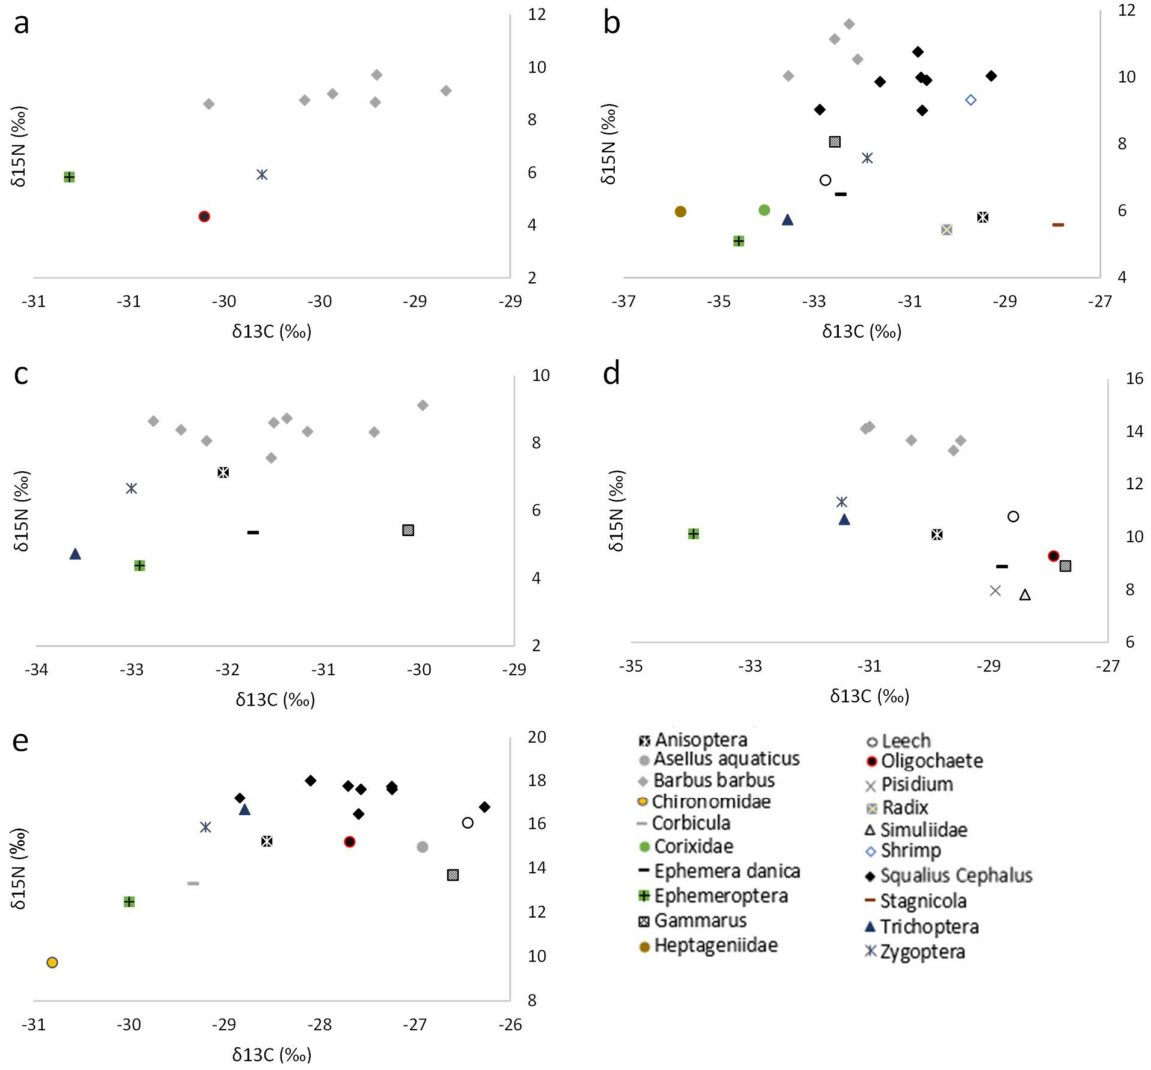 a
12
10
8
6
4
2
δ15N (‰)
-31 -31 -30 -30 -29 -29
δ13C (‰)
b
12
10
8
6
4
δ15N (‰)
-37 -35 -33 -31 -29 -27
δ13C (‰)
c
10
8
6
4
2
δ15N (‰)
-34 -33 -32 -31 -30 -29
δ13C (‰)
d
16
14
12
10
8
6
δ15N (‰)
-35 -33 -31 -29 -27
δ13C (‰)
e
20
18
16
14
12
10
8
δ15N (‰)
-31 -30 -29 -28 -27 -26
δ13C (‰)
Anisoptera
Asellus aquaticus
Barbus barbus
Chironomidae
Corbicula
Corixidae
Ephemera danica
Ephemeroptera
Gammarus
Heptageniidae
Leech
Oligochaete
Pisidium
Radix
Simuliidae
Shrimp
Squalius Cephalus
Stagnicola
Trichoptera
Zygoptera